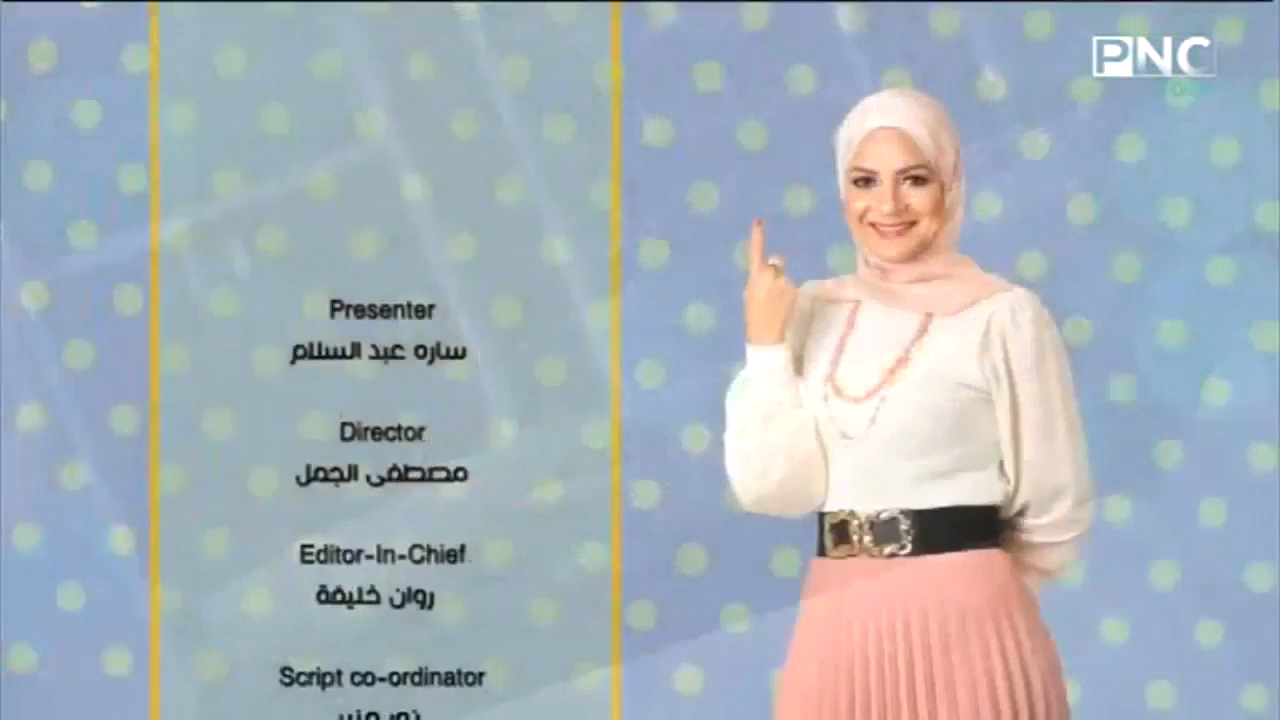 PNC
Presenter
ساره عبد السلام
Director
مصطفى الجمل
Editor-In-Chief
روان خليفة
Script co-ordinator